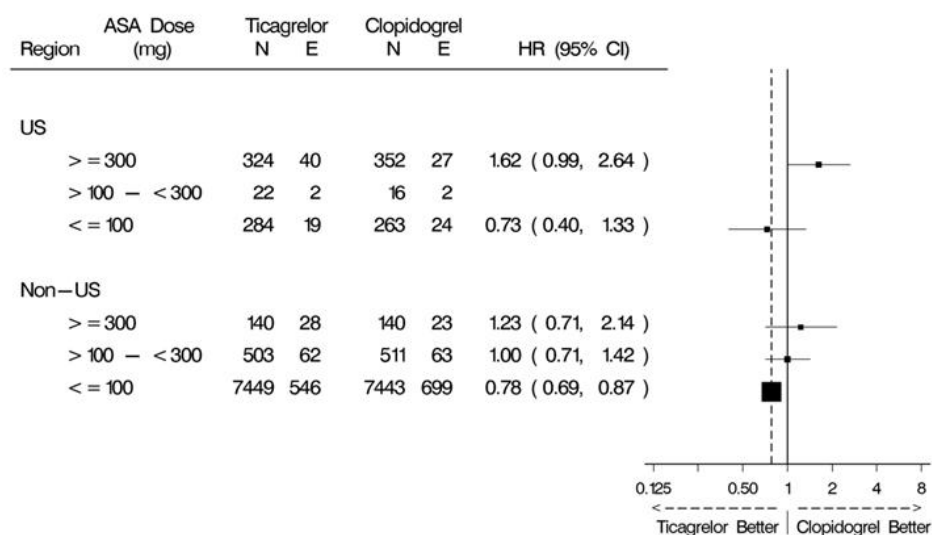 ASA Dose Ticagrelor Clopidogrel
Region (mg) N E N E HR (95% CI)
US
>=300 324 40 352 27 1.62 (0.99, 2.64)
>100 – <300 22 2 16 2
<=100 284 19 263 24 0.73 (0.40, 1.33)
Non–US
>=300 140 28 140 23 1.23 (0.71, 2.14)
>100 – <300 503 62 511 63 1.00 (0.71, 1.42)
<=100 7449 546 7443 699 0.78 (0.69, 0.87)
0.125 0.50 1 2 4 8
Ticagrelor Better Clopidogrel Better